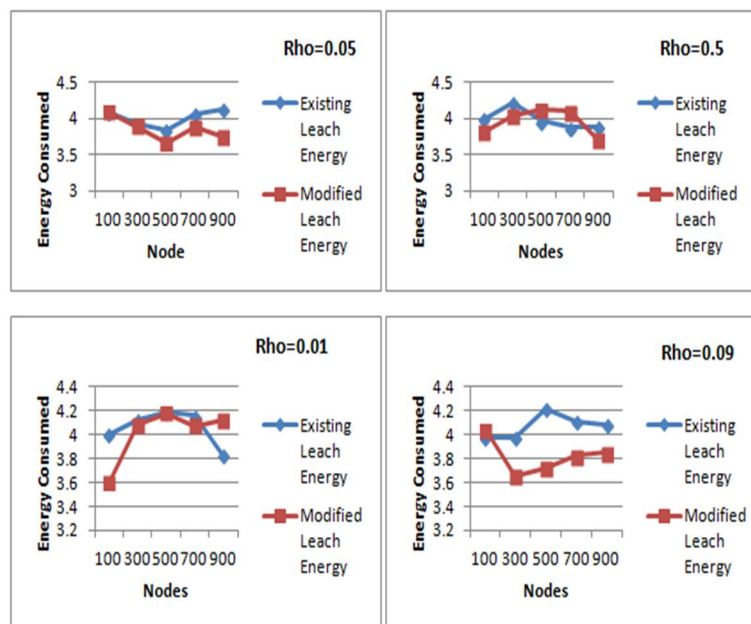 Rho=0.05
Energy Consumed
4.5
4
3.5
3
100 300 500 700 900
Node
Existing
Leach
Energy
Modified
Leach
Energy
Rho=0.5
Energy Consumed
4.5
4
3.5
3
100 300 500 700 900
Nodes
Existing
Leach
Energy
Modified
Leach
Energy
Rho=0.01
Energy Consumed
4.4
4.2
4
3.8
3.6
3.4
3.2
100 300 500 700 900
Nodes
Existing
Leach
Energy
Modified
Leach
Energy
Rho=0.09
Energy Consumed
4.4
4.2
4
3.8
3.6
3.4
3.2
100 300 500 700 900
Nodes
Existing
Leach
Energy
Modified
Leach
Energy